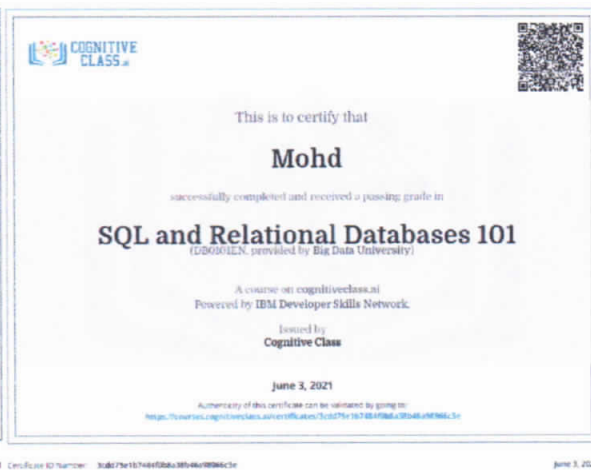 COGNITIVE
CLASS.ai
This is to certify that
Mohd
successfully completed and received a passing grade in
SQL and Relational Databases 101
(DB0101EN, provided by Big Data University)
A course on cognitiveclass.ai
Powered by IBM Developer Skills Network.
Issued by
Cognitive Class
June 3, 2021
Authenticity of this certificate can be validated by going to:
Certificate ID Number
June 3, 20